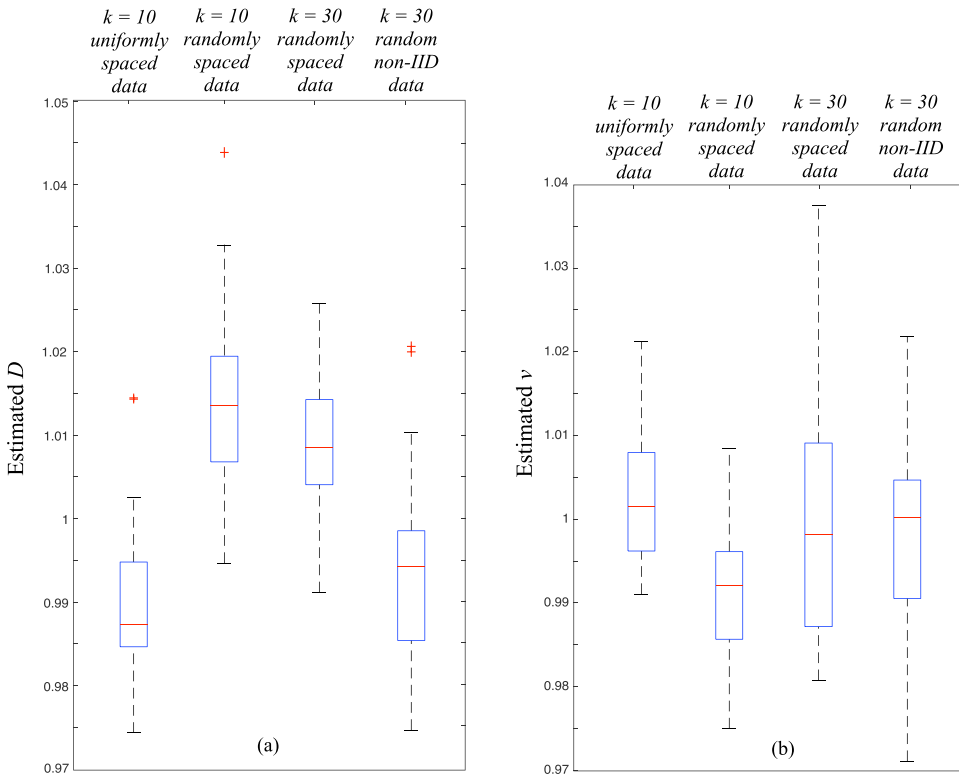 k = 10 k = 10 k = 30 k = 30
uniformly randomly randomly random
spaced spaced spaced non-IID
data data data data
1.05
1.04
1.03
1.02
1.01
1
0.99
0.98
0.97
Estimated D
(a)
k = 10 k = 10 k = 30 k = 30
uniformly randomly randomly random
spaced spaced spaced non-IID
data data data data
1.04
1.03
1.02
1.01
1
0.99
0.98
0.97
Estimated v
(b)